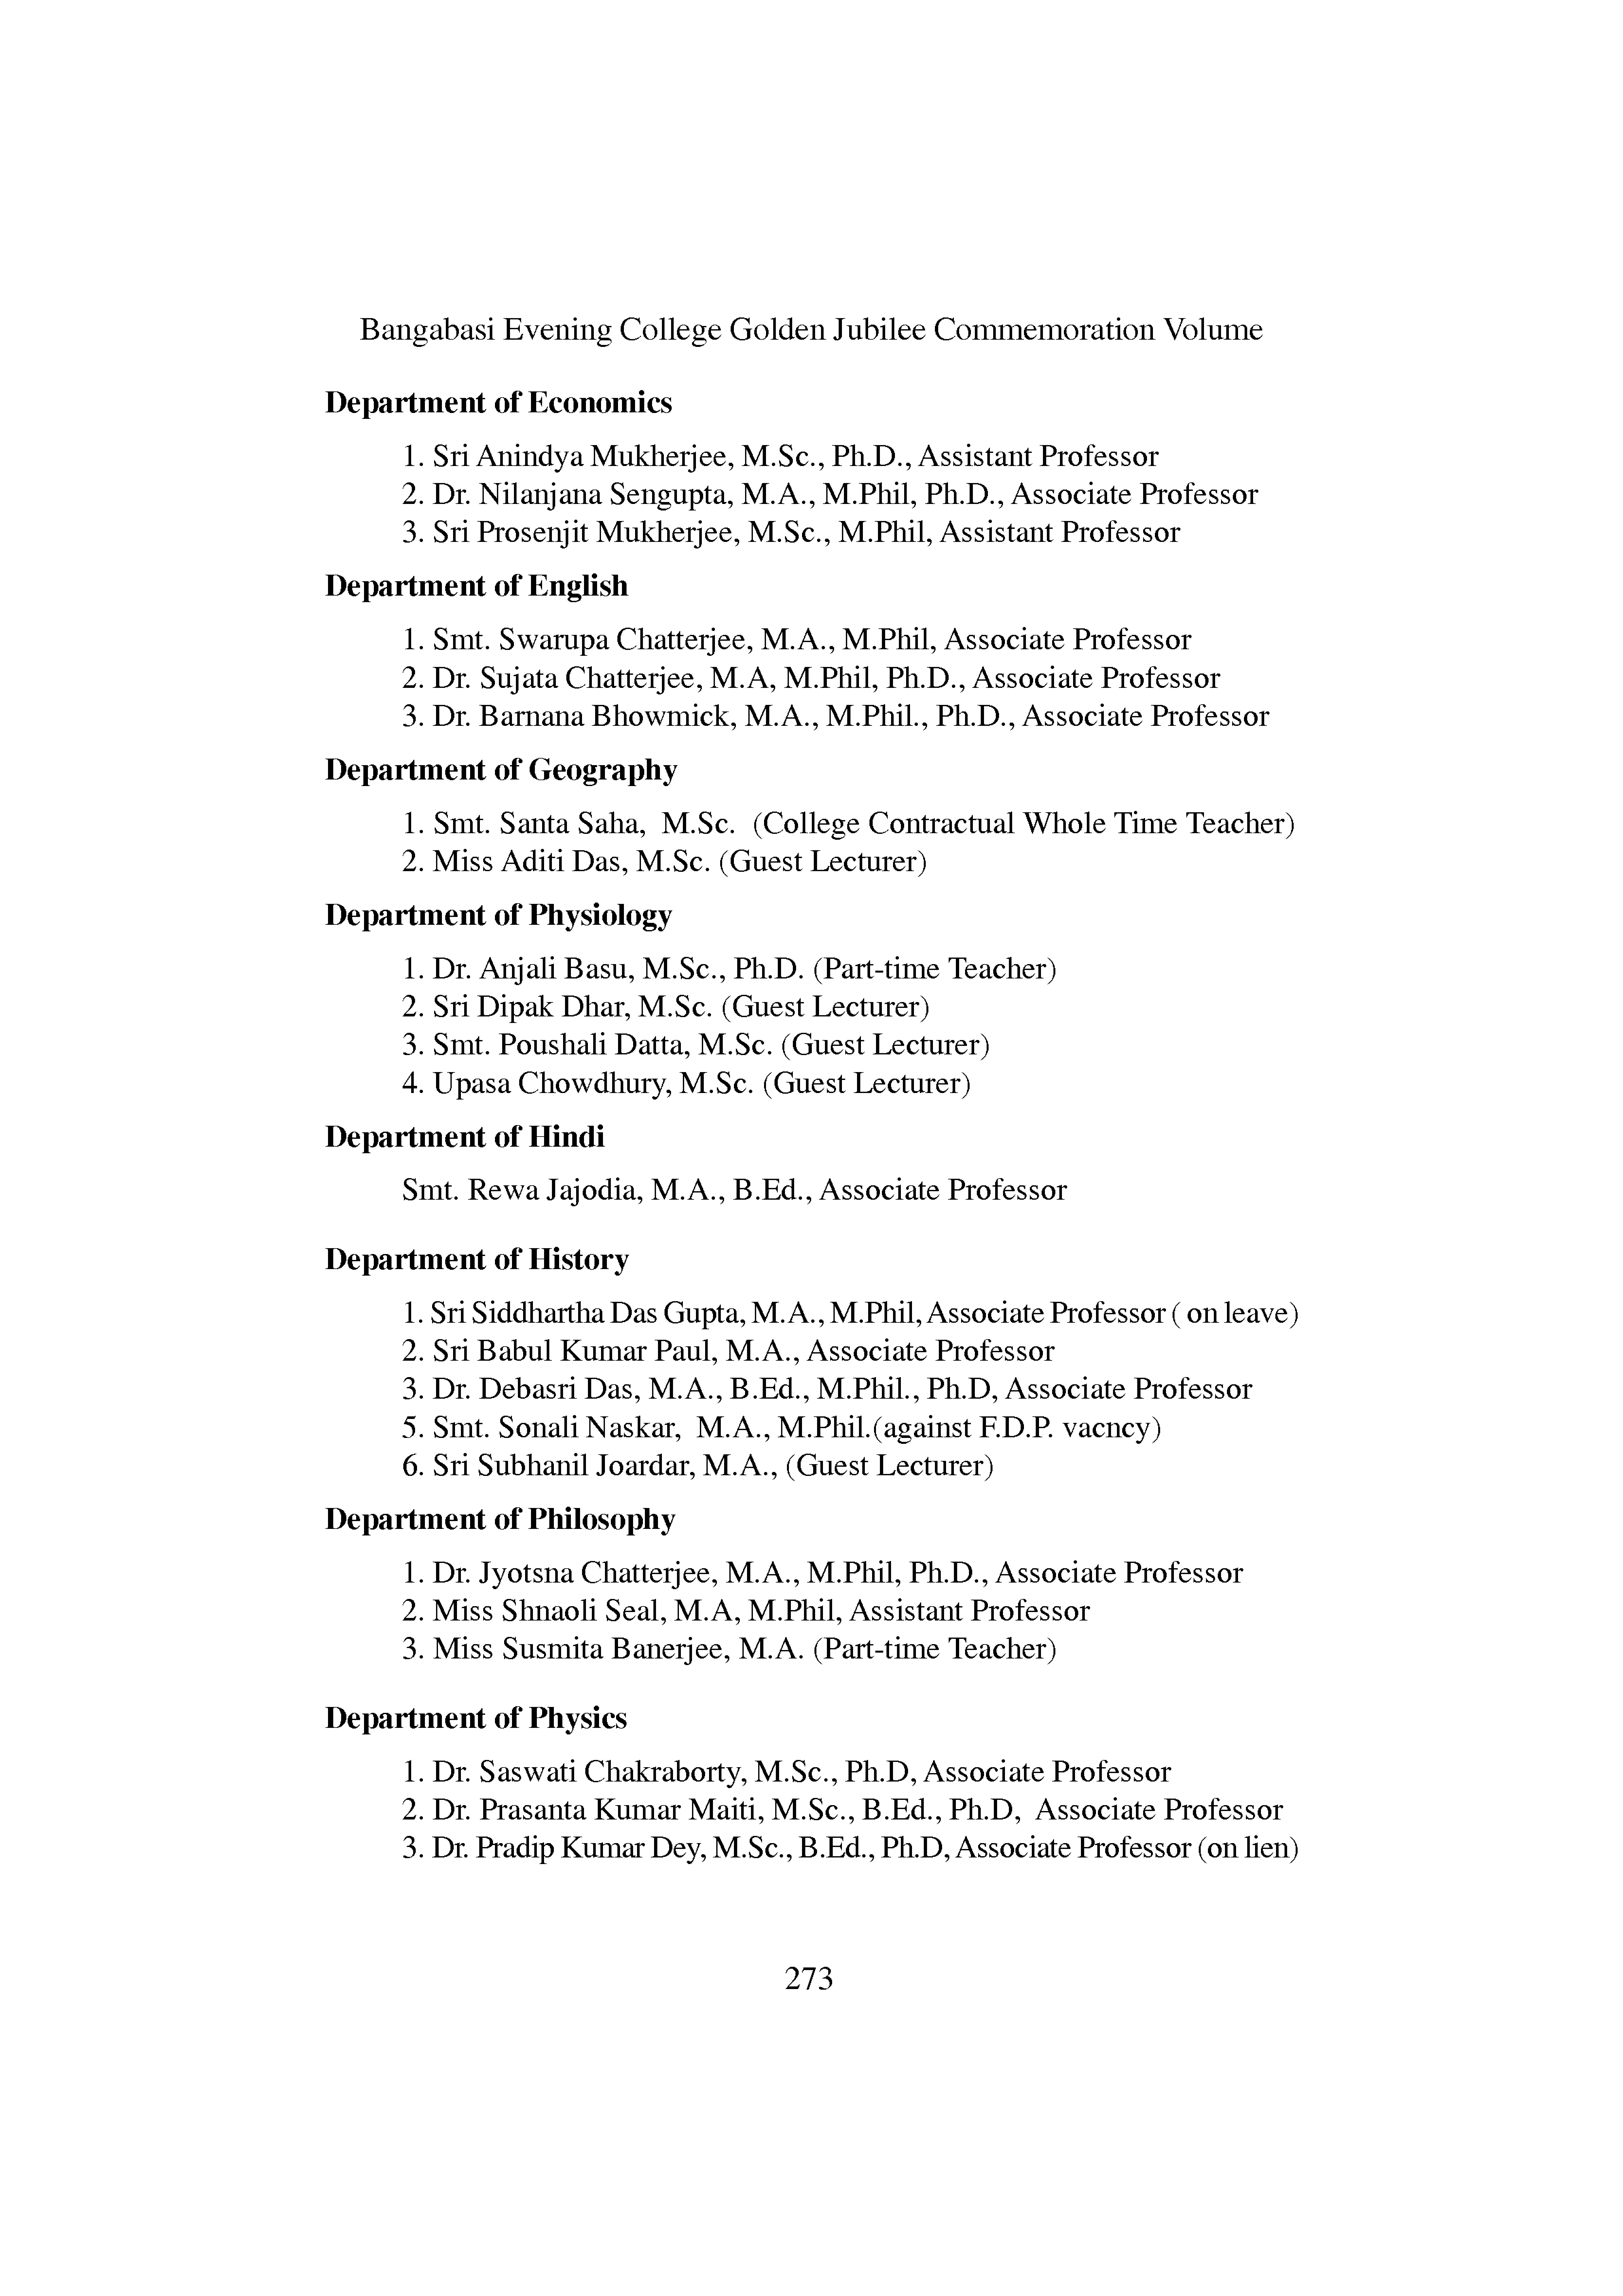 Bangabasi Evening College Golden Jubilee Commemoration Volume
Department of Economics
1. Sri Anindya Mukherjee, M.Sc., Ph.D., Assistant Professor
2. Dr. Nilanjana Sengupta, M.A., M.Phil, Ph.D., Associate Professor
3. Sri Prosenjit Mukherjee, M.Sc., M.Phil, Assistant Professor
Department of English
1. Smt. Swarupa Chatterjee, M.A., M.Phil, Associate Professor
2. Dr. Sujata Chatterjee, M.A, M.Phil, Ph.D., Associate Professor
3. Dr. Barnana Bhowmick, M.A., M.Phil., Ph.D., Associate Professor
Department of Geography
1. Smt. Santa Saha, M.Sc. (College Contractual Whole Time Teacher)
2. Miss Aditi Das, M.Sc. (Guest Lecturer)
Department of Physiology
1. Dr. Anjali Basu, M.Sc., Ph.D. (Part-time Teacher)
2. Sri Dipak Dhar, M.Sc. (Guest Lecturer)
3. Smt. Poushali Datta, M.Sc. (Guest Lecturer)
4. Upasa Chowdhury, M.Sc. (Guest Lecturer)
Department of Hindi
Smt. Rewa Jajodia, M.A., B.Ed., Associate Professor
Department of History
1. Sri Siddhartha Das Gupta, M.A., M.Phil, Associate Professor ( on leave)
2. Sri Babul Kumar Paul, M.A., Associate Professor
3. Dr. Debasri Das, M.A., B.Ed., M.Phil., Ph.D, Associate Professor
5. Smt. Sonali Naskar, M.A., M.Phil.(against F.D.P. vacncy)
6. Sri Subhanil Joardar, M.A., (Guest Lecturer)
Department of Philosophy
1. Dr. Jyotsna Chatterjee, M.A., M.Phil, Ph.D., Associate Professor
2. Miss Shnaoli Seal, M.A, M.Phil, Assistant Professor
3. Miss Susmita Banerjee, M.A. (Part-time Teacher)
Department of Physics
1. Dr. Saswati Chakraborty, M.Sc., Ph.D, Associate Professor
2. Dr. Prasanta Kumar Maiti, M.Sc., B.Ed., Ph.D, Associate Professor
3. Dr. Pradip Kumar Dey, M.Sc., B.Ed., Ph.D, Associate Professor (on lien)
273